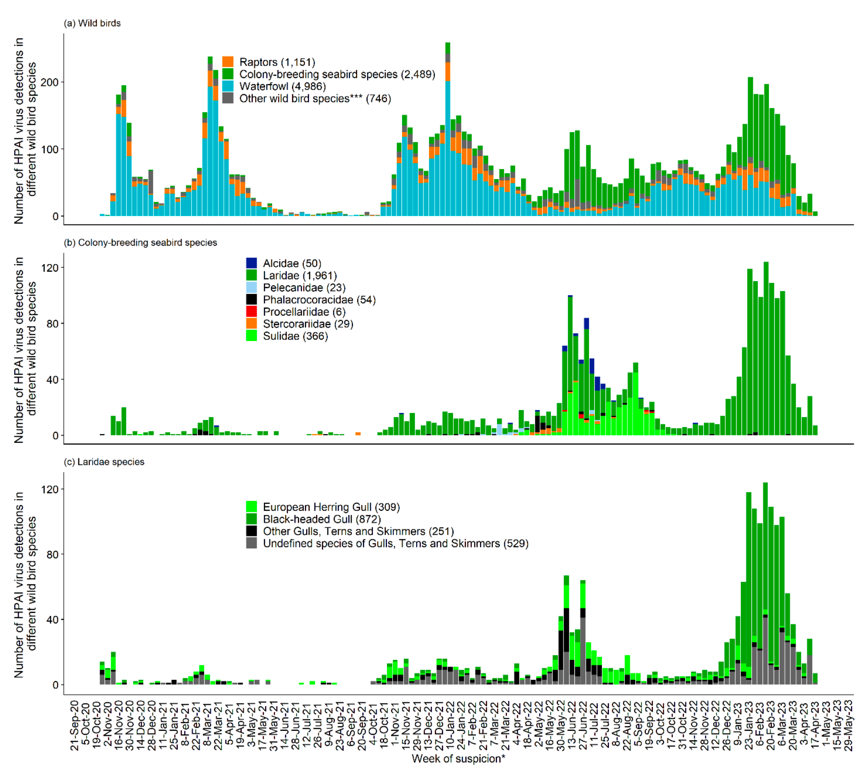 (a) Wild birds
Number of HPAI virus detections in
different wild bird species
200
100
0
Raptors (1,151)
Colony-breeding seabird species (2,489)
Waterfowl (4,986)
Other wild bird species*** (746)
(b) Colony-breeding seabird species
Number of HPAI virus detections in
different wild bird species
120
80
40
0
Alcidae (50)
Laridae (1,961)
Pelecanidae (23)
Phalacrocoracidae (54)
Procellariidae (6)
Stercorariidae (29)
Sulidae (366)
(c) Laridae species
Number of HPAI virus detections in
different wild bird species
120
80
40
0
European Herring Gull (309)
Black-headed Gull (872)
Other Gulls, Terns and Skimmers (251)
Undefined species of Gulls, Terns and Skimmers (529)
21-Sep-20
5-Oct-20
19-Oct-20
2-Nov-20
16-Nov-20
30-Nov-20
14-Dec-20
28-Dec-20
11-Jan-21
25-Jan-21
8-Feb-21
22-Feb-21
8-Mar-21
22-Mar-21
5-Apr-21
19-Apr-21
3-May-21
17-May-21
31-May-21
14-Jun-21
28-Jun-21
12-Jul-21
26-Jul-21
9-Aug-21
23-Aug-21
6-Sep-21
20-Sep-21
4-Oct-21
18-Oct-21
1-Nov-21
15-Nov-21
29-Nov-21
13-Dec-21
27-Dec-21
10-Jan-22
24-Jan-22
7-Feb-22
21-Feb-22
7-Mar-22
21-Mar-22
4-Apr-22
18-Apr-22
2-May-22
16-May-22
30-May-22
13-Jun-22
27-Jun-22
11-Jul-22
25-Jul-22
8-Aug-22
22-Aug-22
5-Sep-22
19-Sep-22
3-Oct-22
17-Oct-22
31-Oct-22
14-Nov-22
28-Nov-22
12-Dec-22
26-Dec-22
9-Jan-23
23-Jan-23
6-Feb-23
20-Feb-23
6-Mar-23
20-Mar-23
3-Apr-23
17-Apr-23
1-May-23
15-May-23
29-May-23
Week of suspicion*